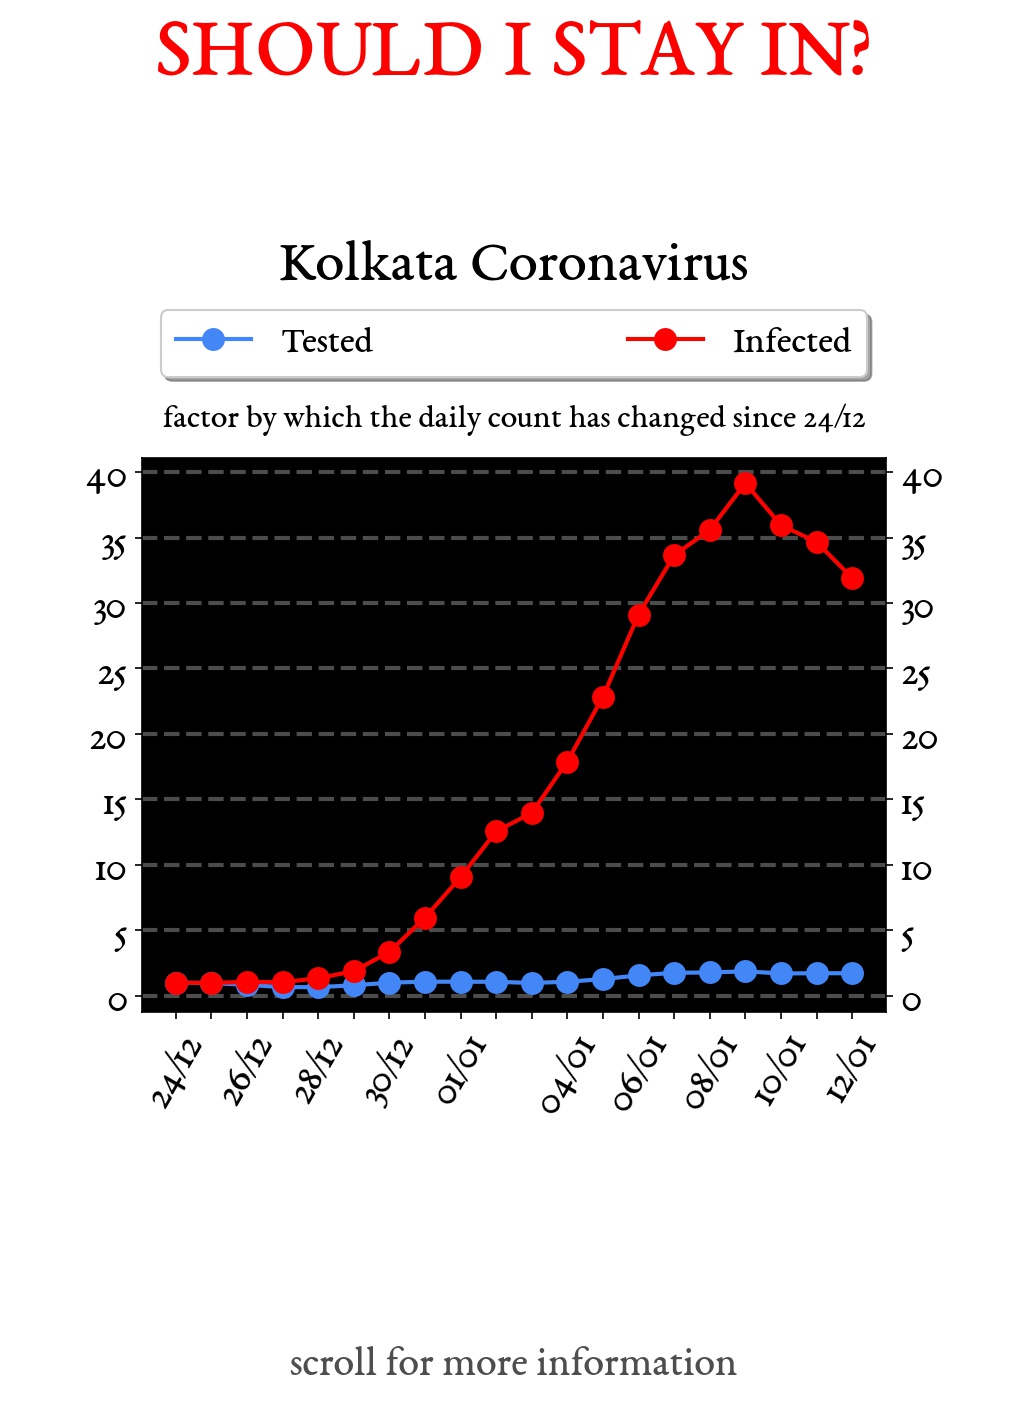 SHOULD I STAY IN?
Kolkata Coronavirus
Tested Infected
factor by which the daily count has changed since 24/12
40 40
35 35
30 30
25 25
20 20
15 15
10 10
5 5
0 0
24/12 26/12 28/12 30/12 01/01 04/01 06/01 08/01 10/01 12/01
scroll for more information